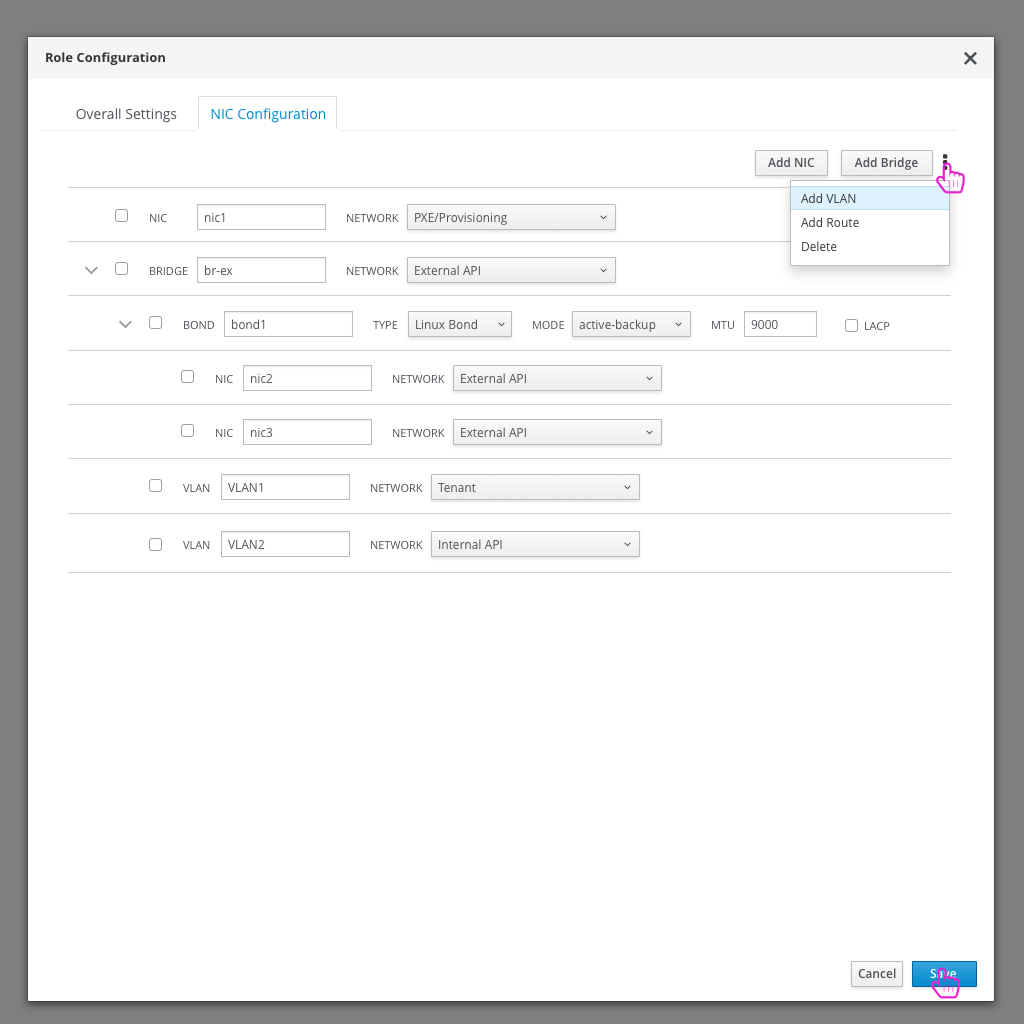 Role Configuration
Overall Settings NIC Configuration
Add NIC Add Bridge
Add VLAN
Add Route
Delete
NIC nic1 NETWORK PXE/Provisioning
BRIDGE br-ex NETWORK External API
BOND bond1 TYPE Linux Bond MODE active-backup MTU 9000 LACP
NIC nic2 NETWORK External API
NIC nic3 NETWORK External API
VLAN VLAN1 NETWORK Tenant
VLAN VLAN2 NETWORK Internal API
Cancel Save